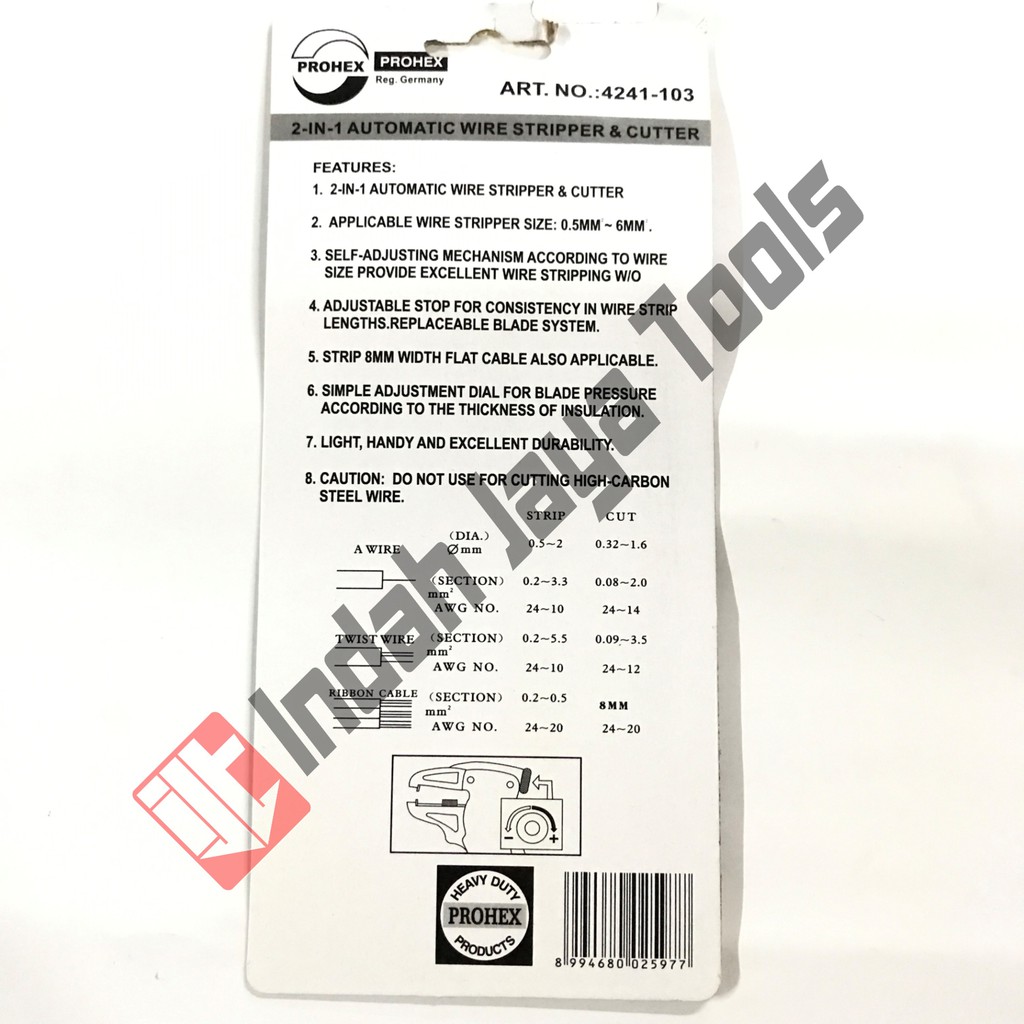 PROHEX
PROHEX
Reg. Germany
ART. NO.:4241-103
2-IN-1 AUTOMATIC WIRE STRIPPER & CUTTER
FEATURES:
1. 2-IN-1 AUTOMATIC WIRE STRIPPER & CUTTER
2. APPLICABLE WIRE STRIPPER SIZE: 0.5MM²~ 6MM².
3. SELF-ADJUSTING MECHANISM ACCORDING TO WIRE
SIZE PROVIDE EXCELLENT WIRE STRIPPING W/O
4. ADJUSTABLE STOP FOR CONSISTENCY IN WIRE STRIP
LENGTHS.REPLACEABLE BLADE SYSTEM.
5. STRIP 8MM WIDTH FLAT CABLE ALSO APPLICABLE.
6. SIMPLE ADJUSTMENT DIAL FOR BLADE PRESSURE
ACCORDING TO THE THICKNESS OF INSULATION.
7. LIGHT, HANDY AND EXCELLENT DURABILITY.
8. CAUTION: DO NOT USE FOR CUTTING HIGH-CARBON
STEEL WIRE.
STRIP CUT
A WIRE (DIA.) Ømm 0.5~2 0.32~1.6
(SECTION) mm² 0.2~3.3 0.08~2.0
AWG NO. 24~10 24~14
TWIST WIRE (SECTION) mm² 0.2~5.5 0.09~3.5
AWG NO. 24~10 24~12
RIBBON CABLE (SECTION) mm² 0.2~0.5 8MM
AWG NO. 24~20 24~20
- +
HEAVY DUTY
PROHEX
PRODUCTS
8 994680 025977
IJT Indah Jaya Tools